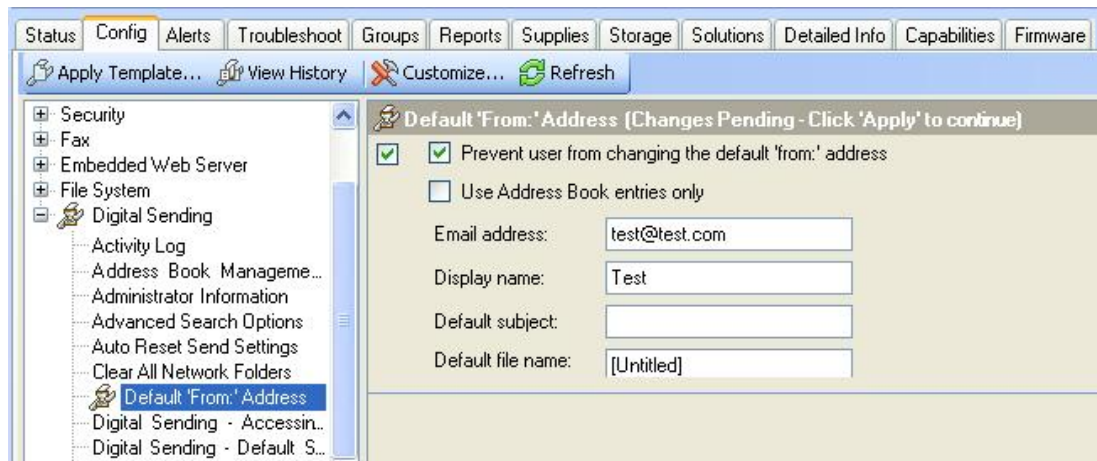 Status Config Alerts Troubleshoot Groups Reports Supplies Storage Solutions Detailed Info Capabilities Firmware
Apply Template... View History Customize... Refresh
Security
Fax
Embedded Web Server
File System
Digital Sending
Activity Log
Address Book Manageme...
Administrator Information
Advanced Search Options
Auto Reset Send Settings
Clear All Network Folders
Default 'From:' Address
Digital Sending - Accessin...
Digital Sending - Default S...
Default 'From:' Address (Changes Pending - Click 'Apply' to continue)
Prevent user from changing the default 'from:' address
Use Address Book entries only
Email address: test@test.com
Display name: Test
Default subject:
Default file name: [Untitled]